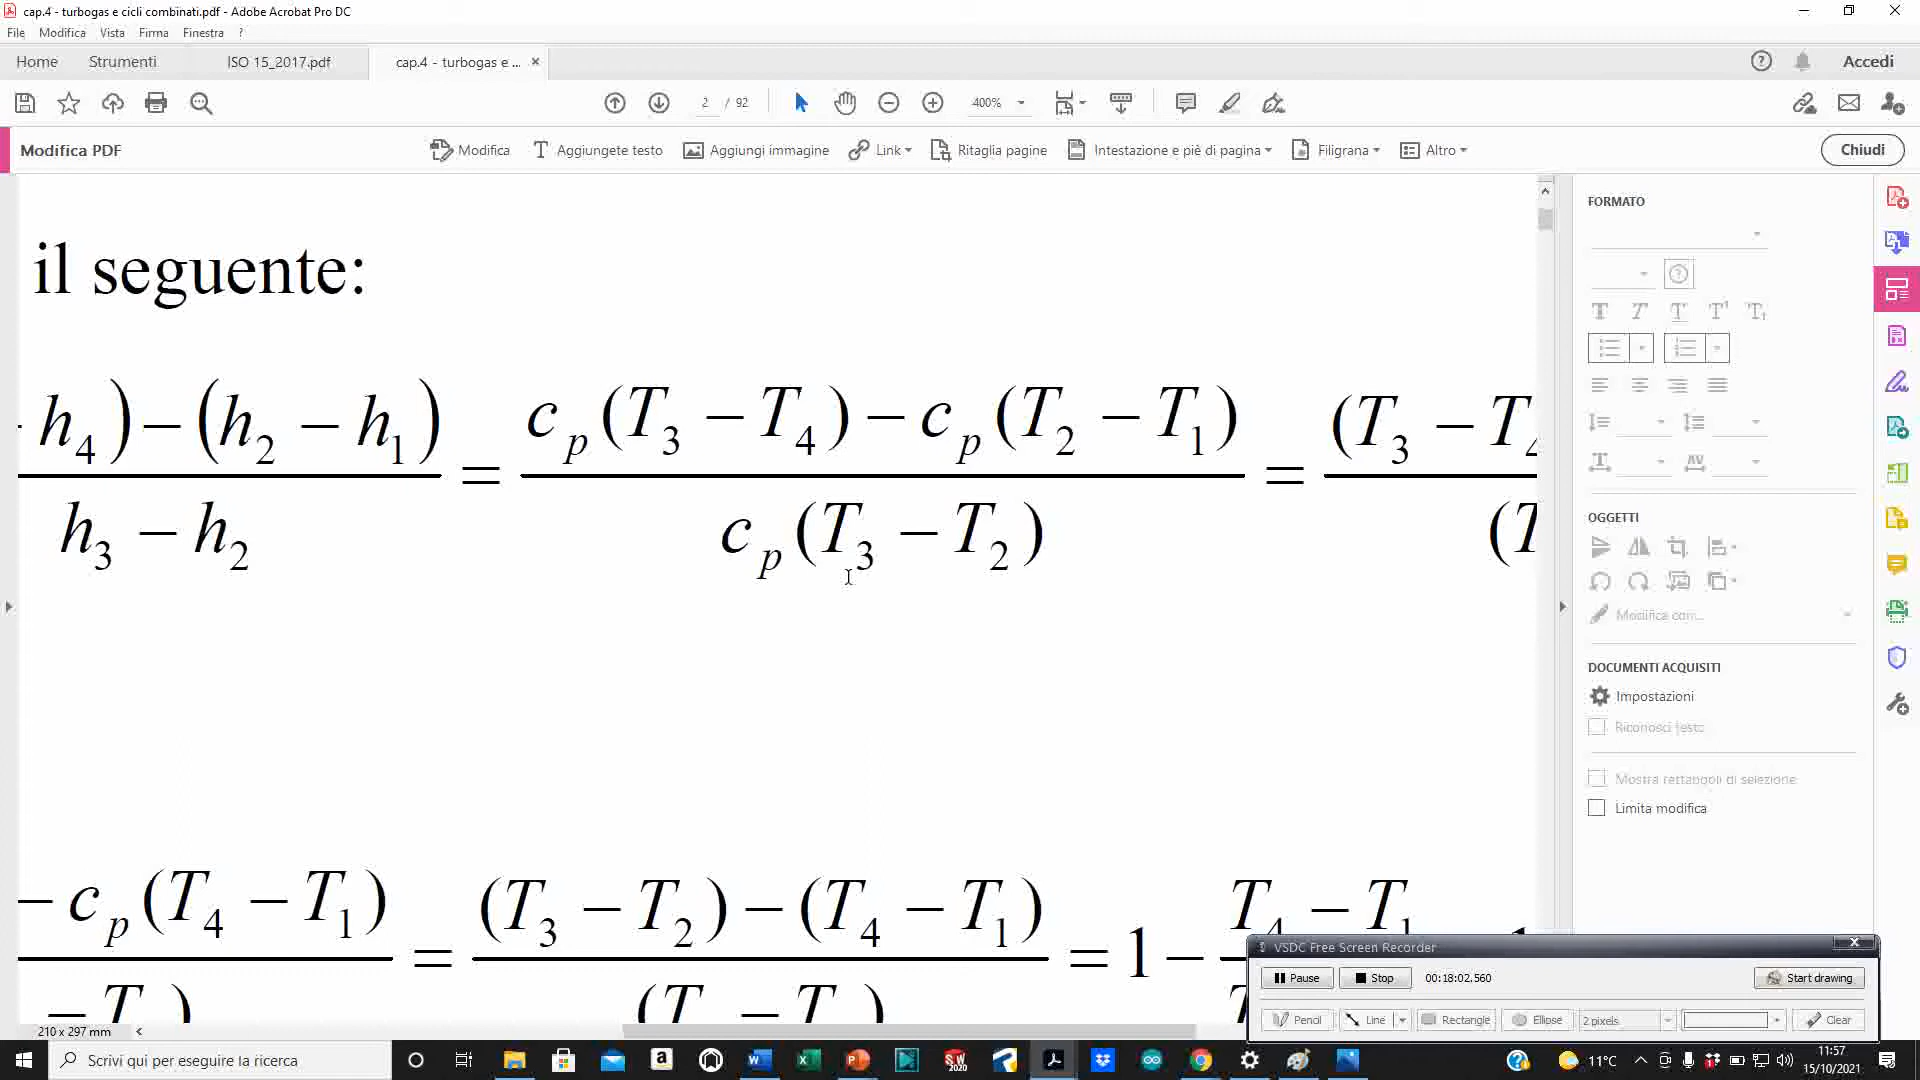 cap.4 - turbogas e cicli combinati.pdf - Adobe Acrobat Pro DC
File Modifica Vista Firma Finestra ?
Home Strumenti ISO 15_2017.pdf cap.4 - turbogas e ... × Accedi
2 / 92 400%
Modifica PDF Modifica Aggiungete testo Aggiungi immagine Link Ritaglia pagine Intestazione e piè di pagina Filigrana Altro Chiudi
il seguente:
- h4) – (h2 – h1) = cp(T3 – T4) – cp(T2 – T1) = (T3 – T4
h3 – h2 cp(T3 – T2) (T
– cp(T4 – T1) = (T3 – T2) – (T4 – T1) = 1 – T4 – T1
– T ) (T – T )
FORMATO
OGGETTI
Modifica con...
DOCUMENTI ACQUISITI
Impostazioni
Riconosci testo
Mostra rettangoli di selezione
Limita modifica
VSDC Free Screen Recorder
Pause Stop 00:18:02.560 Start drawing
Pencil Line Rectangle Ellipse 2 pixels Clear
210 x 297 mm
Scrivi qui per eseguire la ricerca
11°C
11:57
15/10/2021